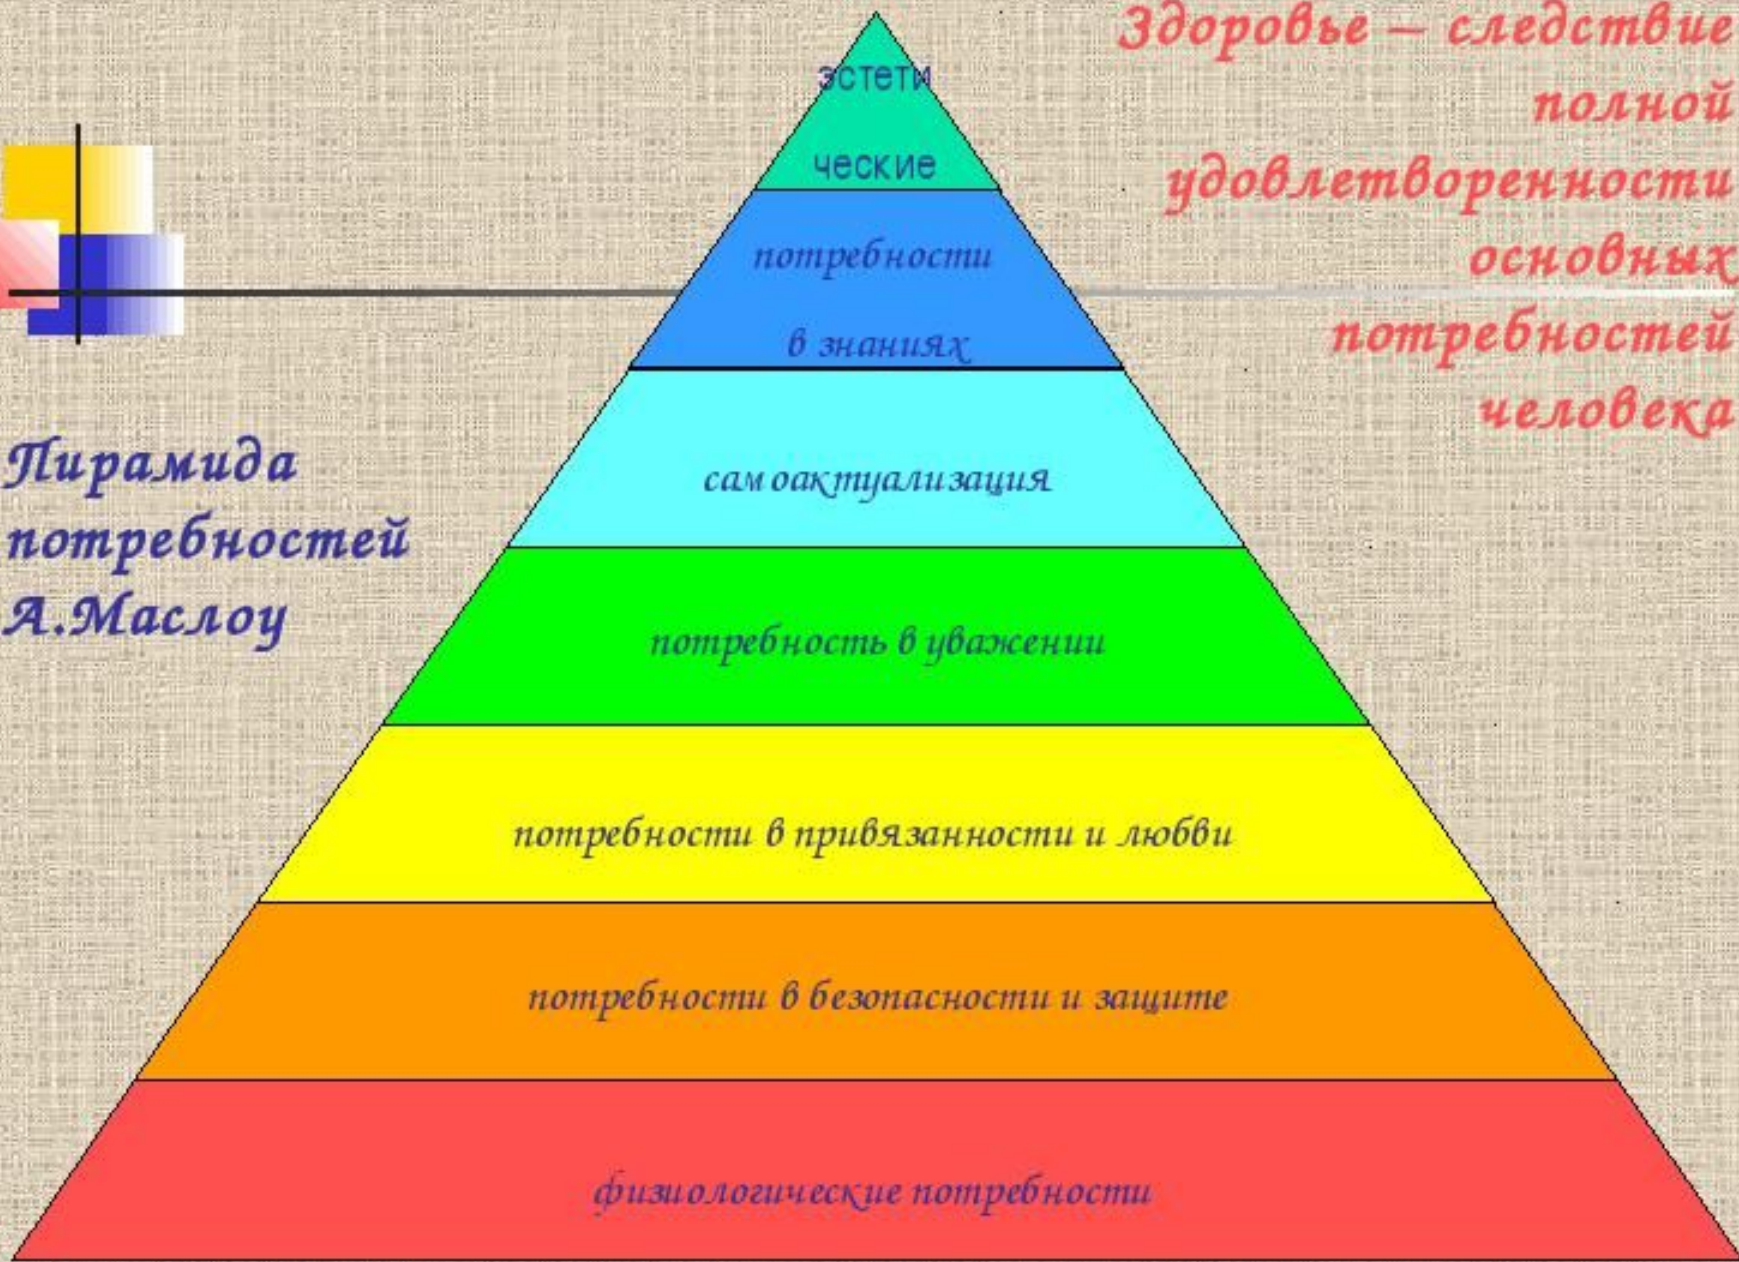 Здоровье – следствие
полной
удовлетворенности
основных
потребностей
человека
Пирамида
потребностей
А.Маслоу
эстети
ческие
потребности
в знаниях
самоактуализация
потребность в уважении
потребности в привязанности и любви
потребности в безопасности и защите
физиологические потребности